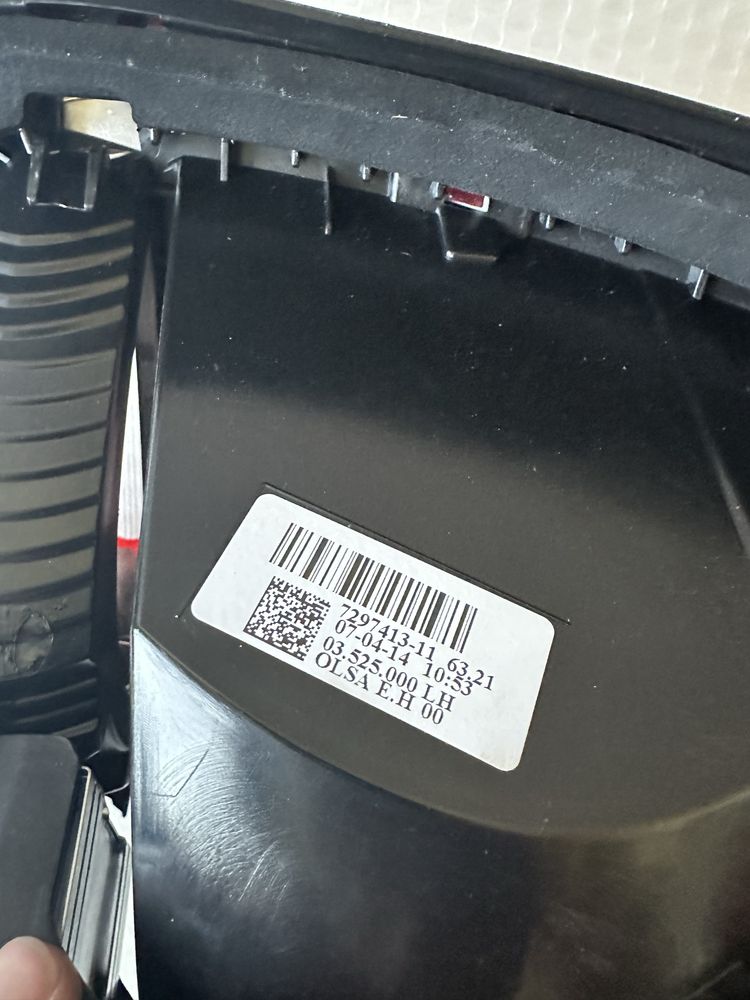 7297413-11 63.21
07-04-14 10:53
03.525.000 LH
OLSA E.H 00